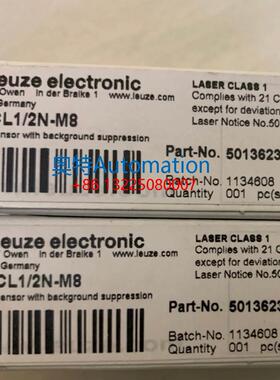 euze electronic
Owen In der Braike 1 www.leuze.com
Germany
CL1/2N-M8
ensor with background suppression
LASER CLASS 1
Complies with 21 C
except for deviation
Laser Notice No.50
Part-No. 5013623
Batch-No. 1134608
Quantity 001 pc(s
奥特Automation
+86 13225080007
euze electronic
Owen In der Braike 1 www.leuze.com
Germany
CL1/2N-M8
ensor with background suppression
LASER CLASS 1
Complies with 21 C
except for deviation
Laser Notice No.50
Part-No. 5013623
Batch-No. 1134608
Quantity 001 pc(s